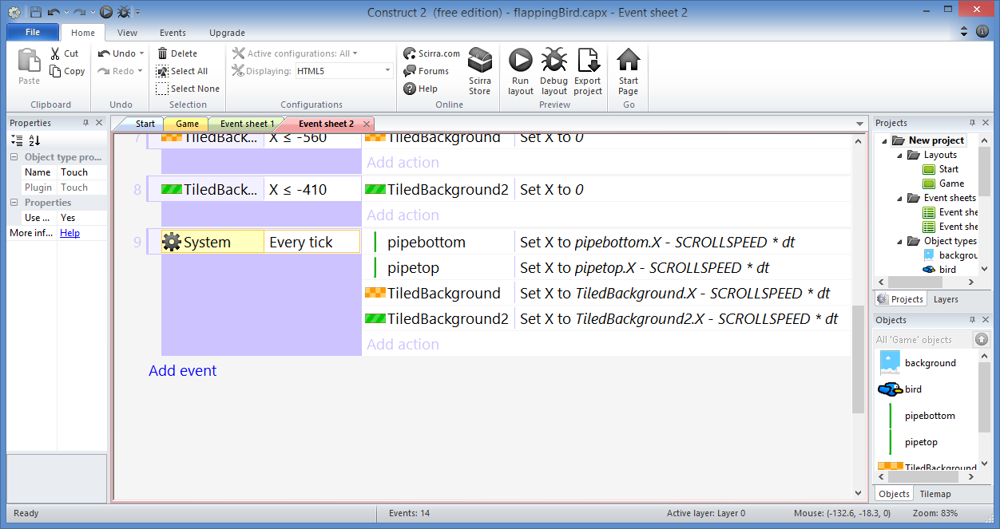 Construct 2 (free edition) - flappingBird.capx - Event sheet 2
File Home View Events Upgrade
Paste
Cut
Copy
Clipboard
Undo
Redo
Undo
Delete
Select All
Select None
Selection
Active configurations: All
Displaying: HTML5
Configurations
Scirra.com
Forums
Help
Scirra
Store
Online
Run
layout
Debug
layout
Export
project
Preview
Start
Page
Go
Properties
Object type pro...
Name Touch
Plugin Touch
Properties
Use ... Yes
More inf... Help
Start Game Event sheet 1 Event sheet 2
7 TiledBack... X ≤ -560 TiledBackground Set X to 0
Add action
8 TiledBack... X ≤ -410 TiledBackground2 Set X to 0
Add action
9 System Every tick pipebottom Set X to pipebottom.X - SCROLLSPEED * dt
pipetop Set X to pipetop.X - SCROLLSPEED * dt
TiledBackground Set X to TiledBackground.X - SCROLLSPEED * dt
TiledBackground2 Set X to TiledBackground2.X - SCROLLSPEED * dt
Add action
Add event
Projects
New project
Layouts
Start
Game
Event sheets
Event she
Event she
Object types
backgrou
bird
Projects Layers
Objects
All 'Game' objects
background
bird
pipebottom
pipetop
TiledBackground
Objects Tilemap
Ready Events: 14 Active layer: Layer 0 Mouse: (-132.6, -18.3, 0) Zoom: 83%